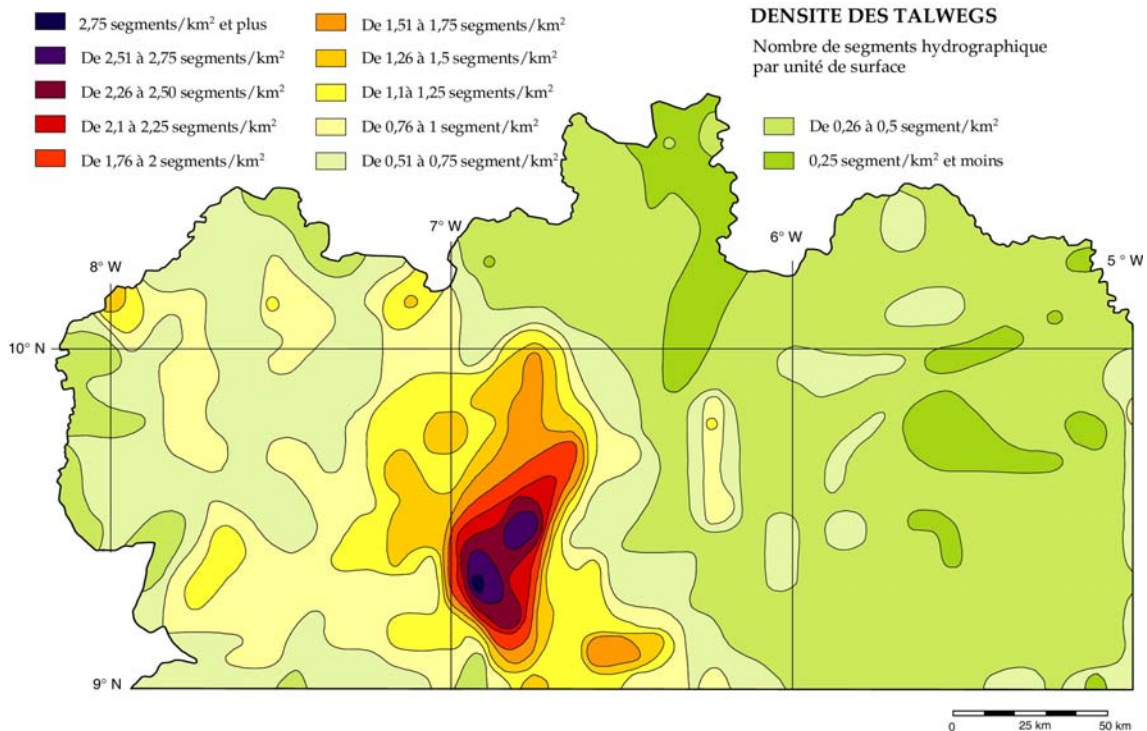 2,75 segments/km² et plus
De 2,51 à 2,75 segments/km²
De 2,26 à 2,50 segments/km²
De 2,1 à 2,25 segments/km²
De 1,76 à 2 segments/km²
De 1,51 à 1,75 segments/km²
De 1,26 à 1,5 segments/km²
De 1,1à 1,25 segments/km²
De 0,76 à 1 segment/km²
De 0,51 à 0,75 segment/km²
DENSITE DES TALWEGS
Nombre de segments hydrographique
par unité de surface
De 0,26 à 0,5 segment/km²
0,25 segment/km² et moins
8° W
7° W
6° W
5 ° W
10° N
9° N
0 25 km 50 km